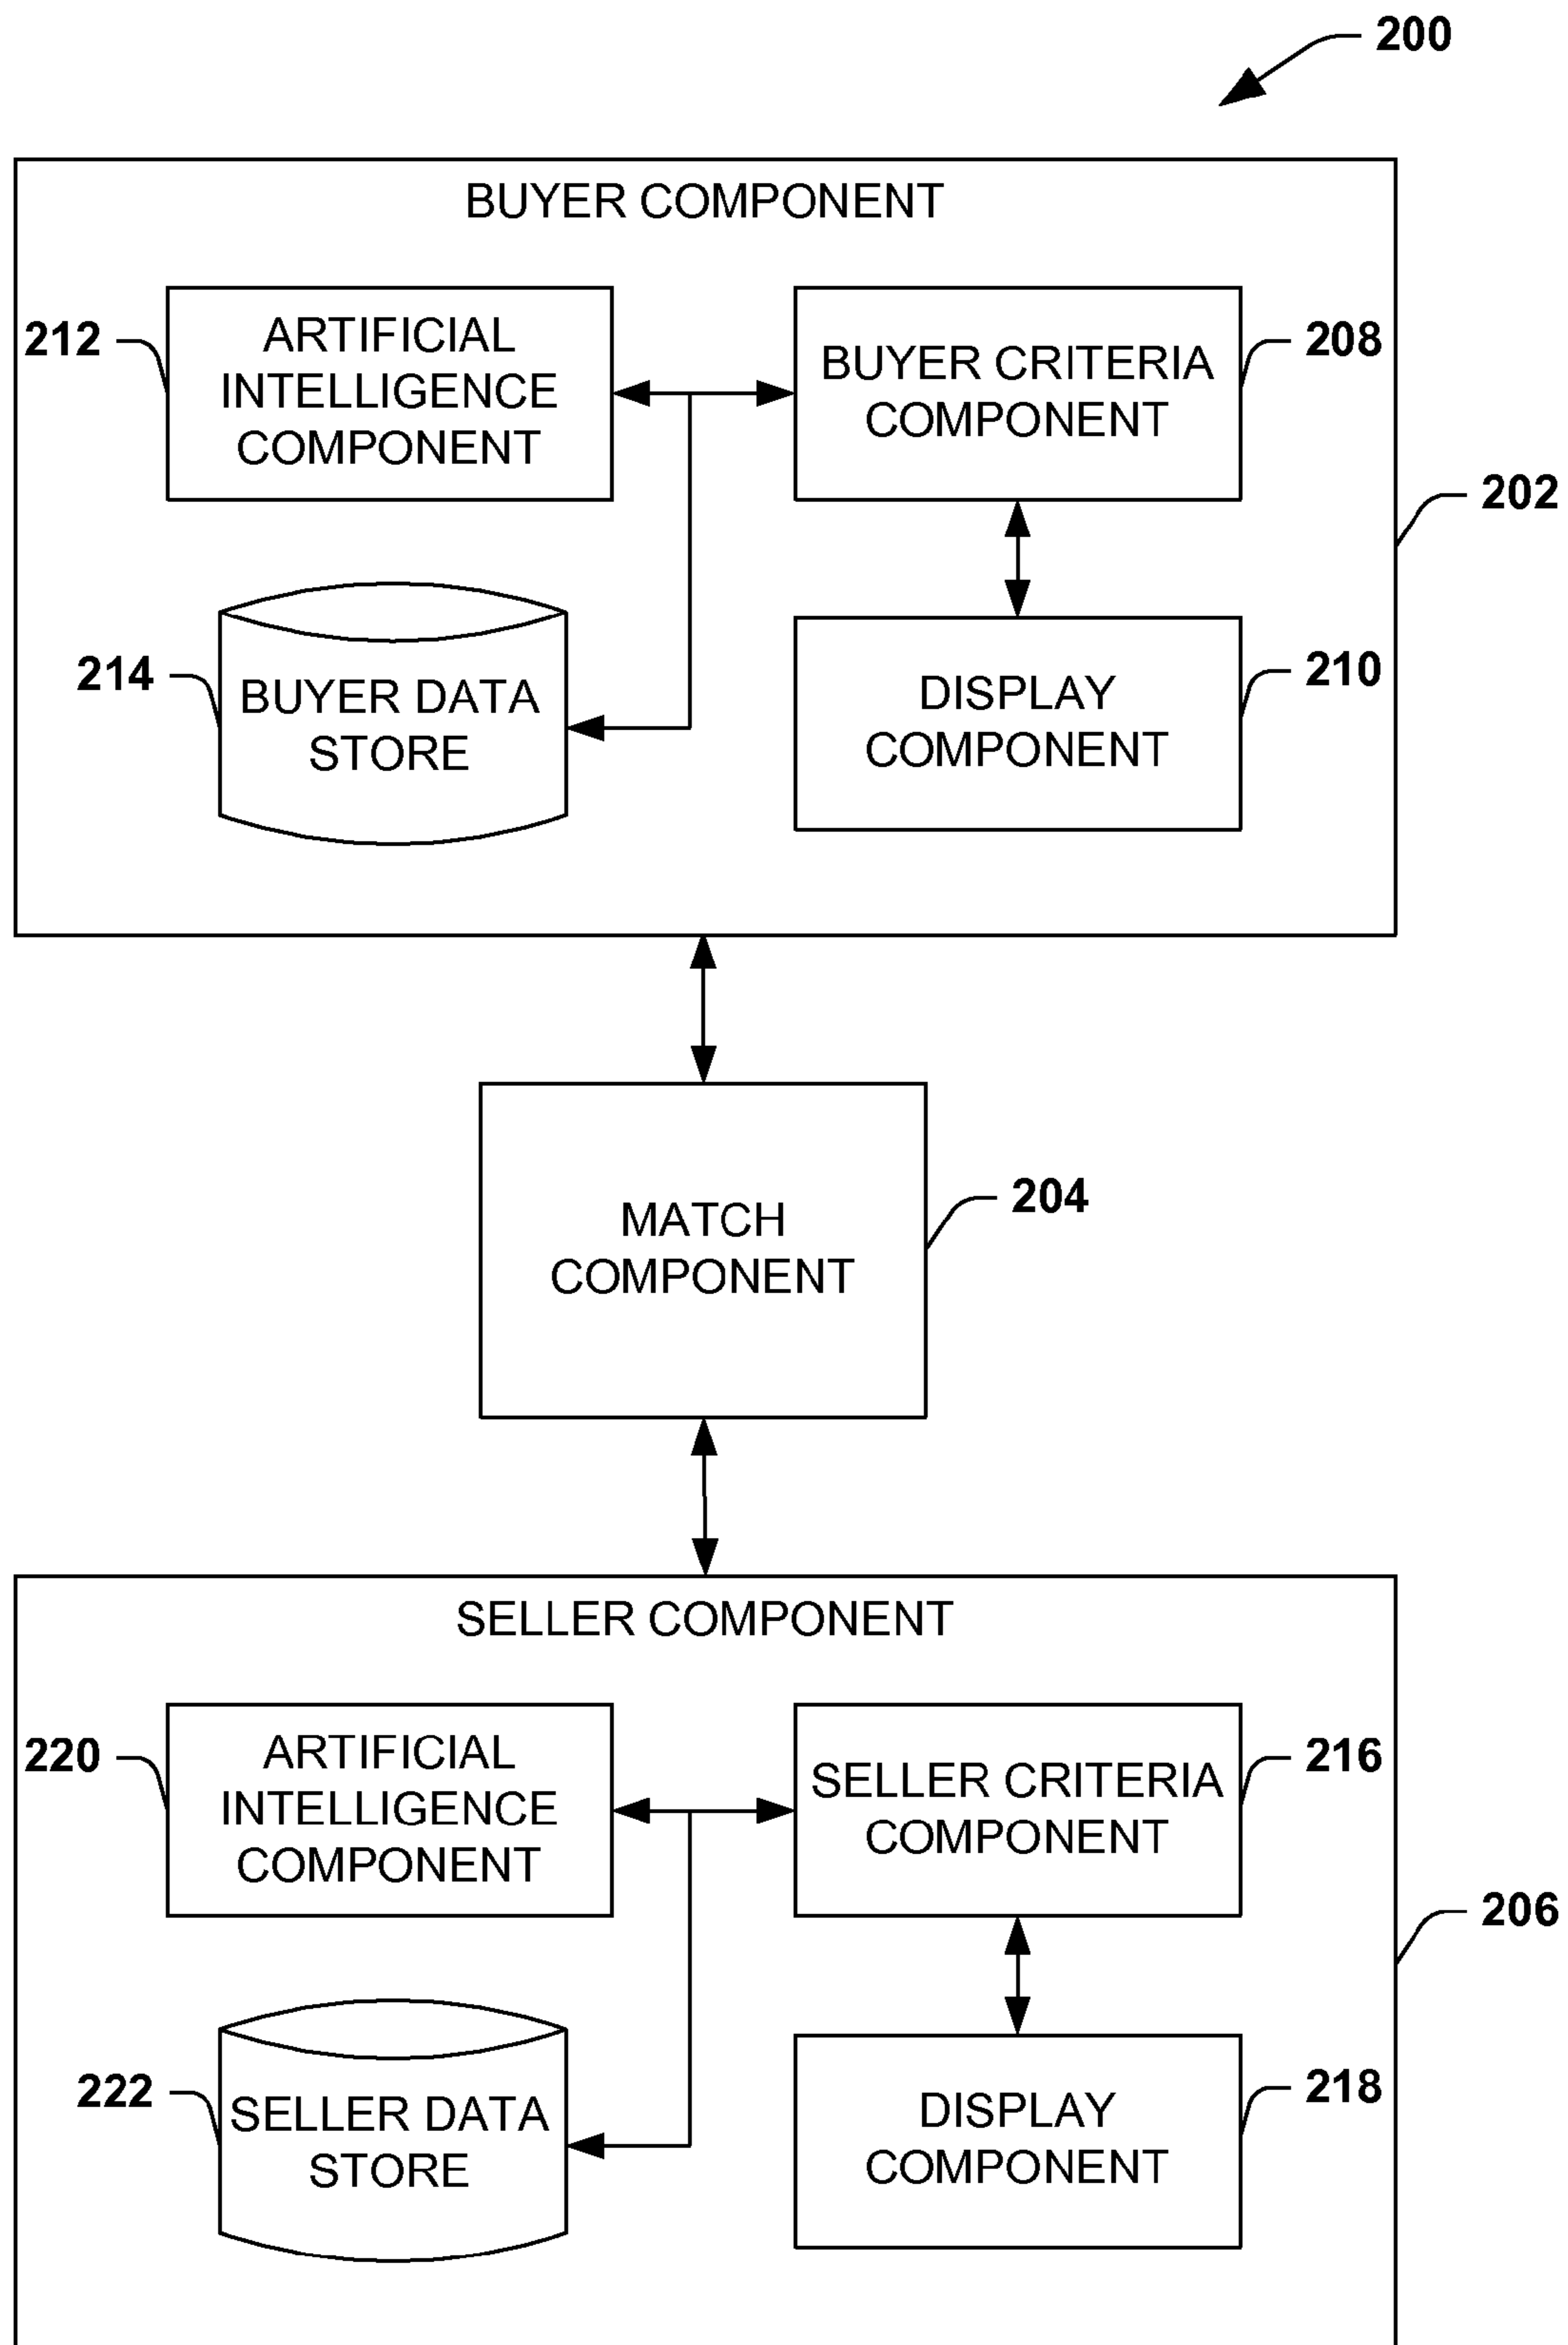 200
BUYER COMPONENT
212
ARTIFICIAL
INTELLIGENCE
COMPONENT
BUYER CRITERIA
COMPONENT
208
202
214
BUYER DATA
STORE
DISPLAY
COMPONENT
210
MATCH
COMPONENT
204
SELLER COMPONENT
220
ARTIFICIAL
INTELLIGENCE
COMPONENT
SELLER CRITERIA
COMPONENT
216
206
222
SELLER DATA
STORE
DISPLAY
COMPONENT
218